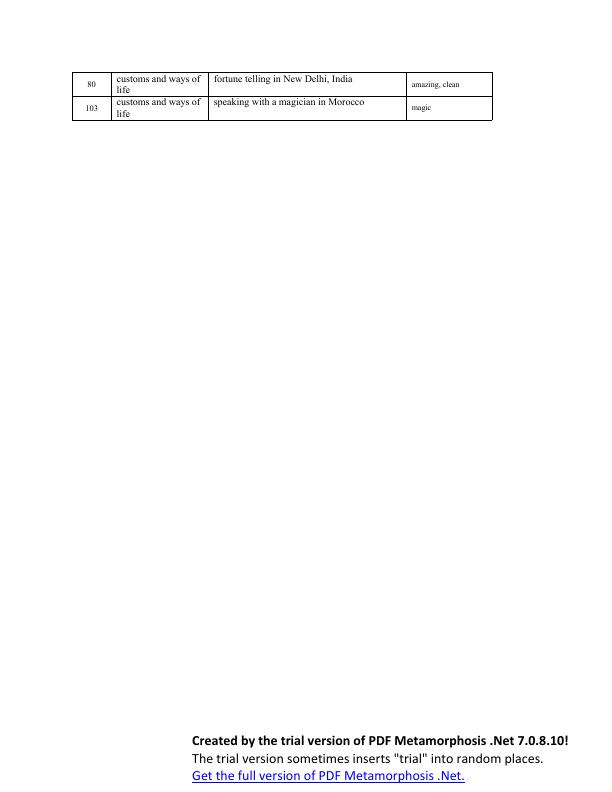 80 customs and ways of life fortune telling in New Delhi, India amazing, clean
103 customs and ways of life speaking with a magician in Morocco magic
Created by the trial version of PDF Metamorphosis .Net 7.0.8.10!
The trial version sometimes inserts "trial" into random places.
Get the full version of PDF Metamorphosis .Net.